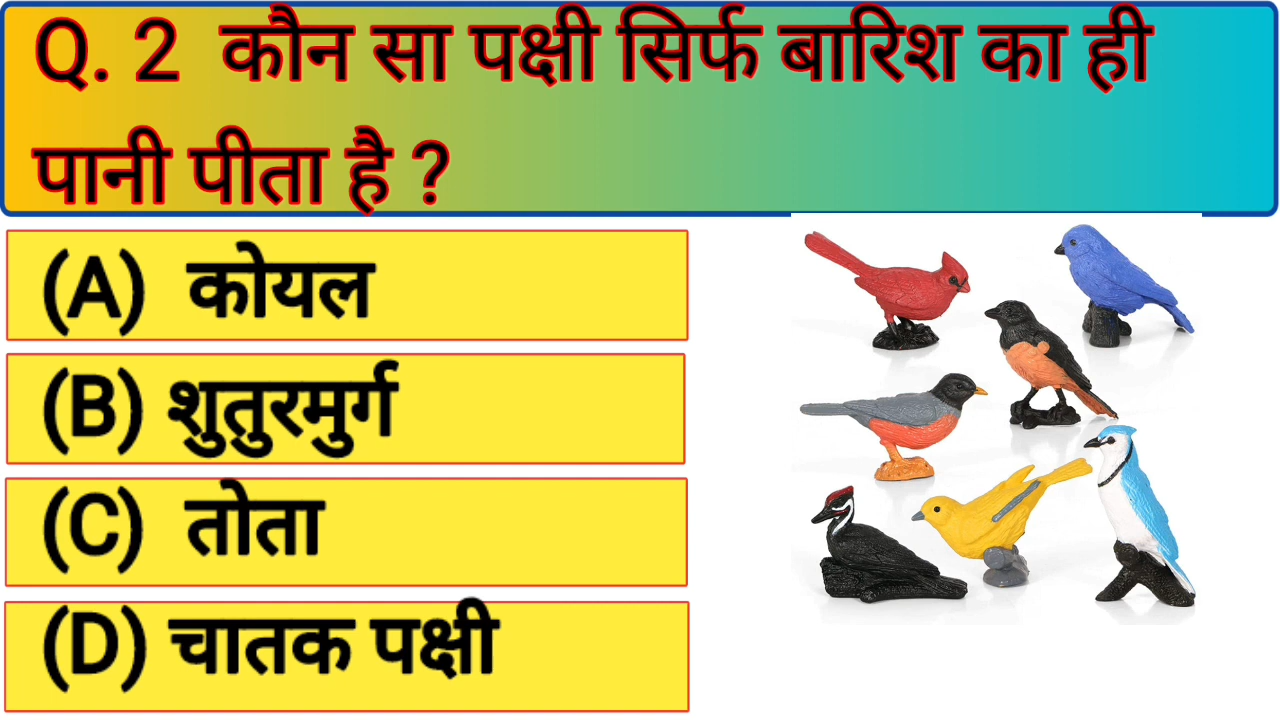 Q. 2 कौन सा पक्षी सिर्फ बारिश का ही
पानी पीता है ?
(A) कोयल
(B) शुतुरमुर्ग
(C) तोता
(D) चातक पक्षी